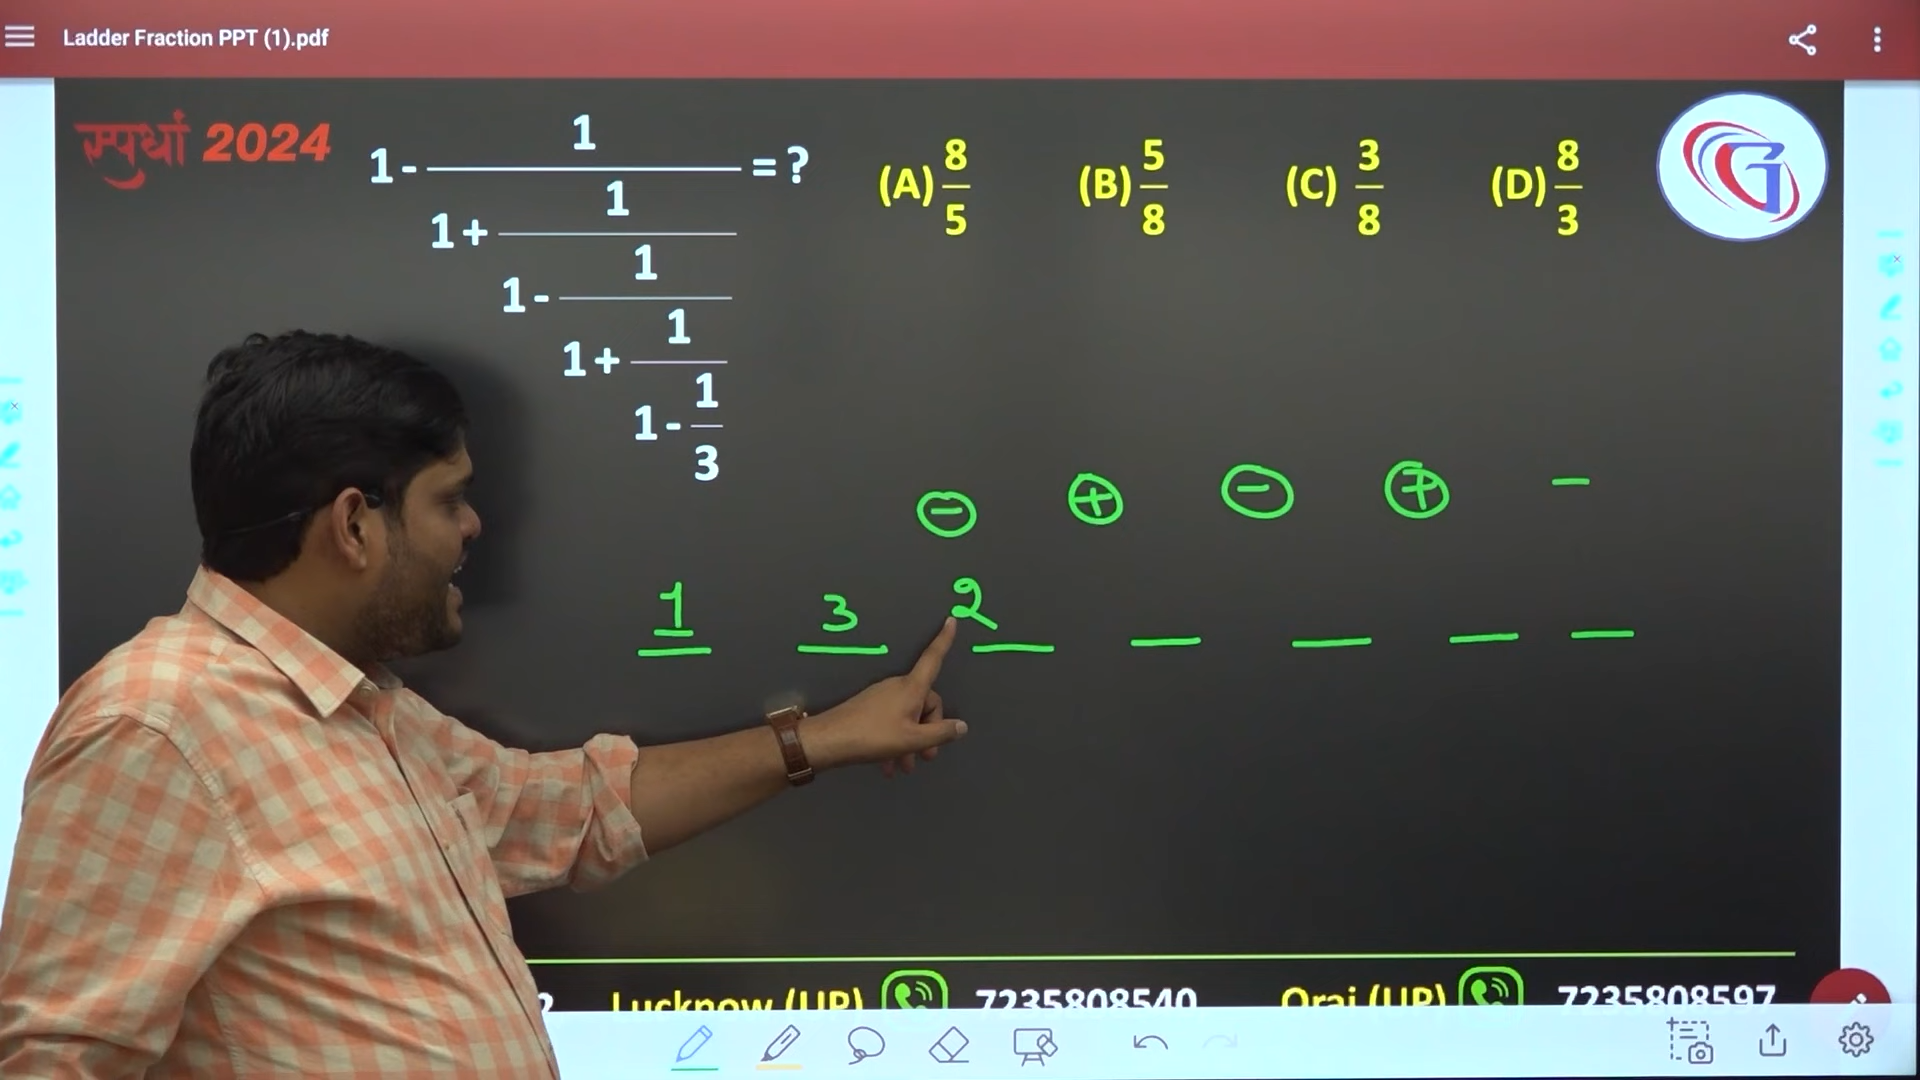 Ladder Fraction PPT (1).pdf
स्पर्धा 2024
1 - 1 = ?
1 + 1
1 - 1
1 + 1
1 - 1
3
(A) 8/5 (B) 5/8 (C) 3/8 (D) 8/3
G
- + - + -
1 3 2
2 Lucknow (UP) 7235808540 Orai (UP) 7235808597